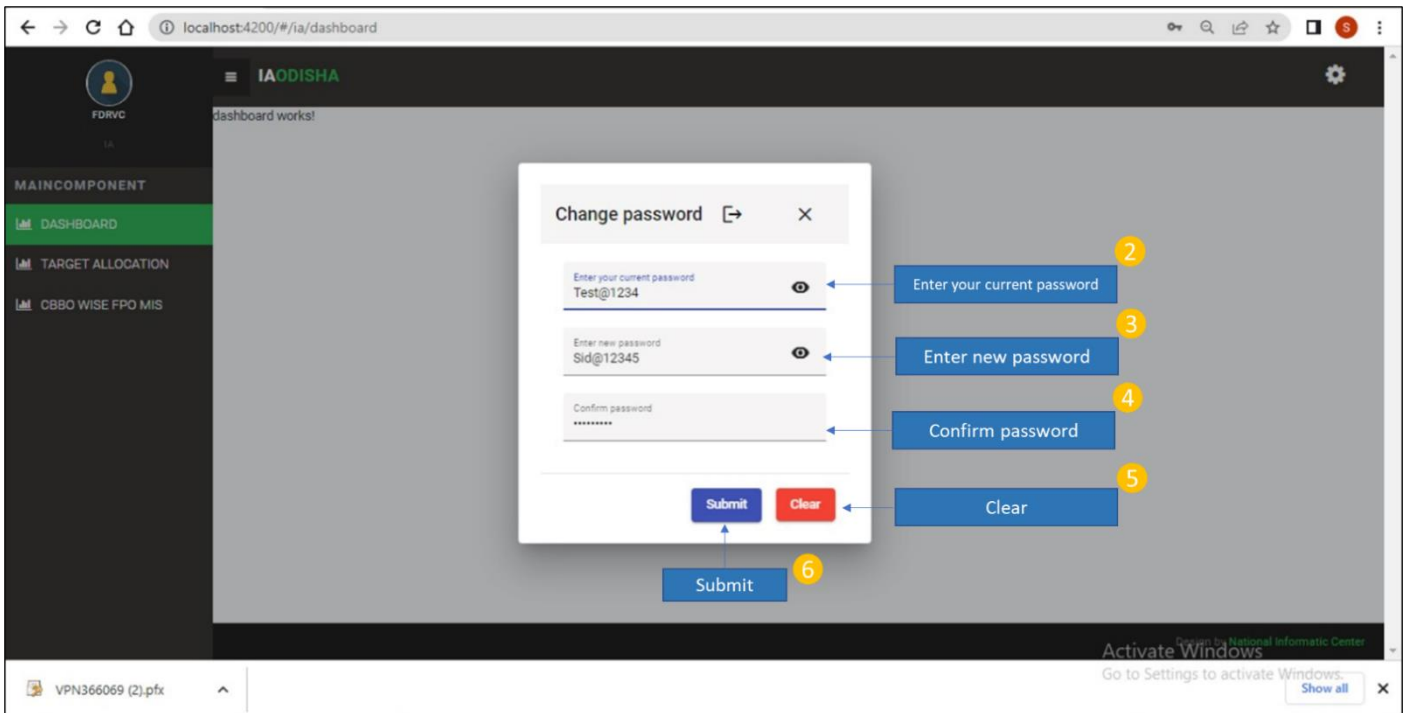 localhost:4200/#/ia/dashboard
S
IAODISHA
FDRVC
IA
dashboard works!
MAINCOMPONENT
DASHBOARD
TARGET ALLOCATION
CBBO WISE FPO MIS
Change password
Enter your current password
Test@1234
2
Enter your current password
Enter new password
Sid@12345
3
Enter new password
Confirm password
•••••••••
4
Confirm password
5
Submit
Clear
Clear
6
Submit
Design by National Informatic Center
Activate Windows
Go to Settings to activate Windows.
VPN366069 (2).pfx
Show all